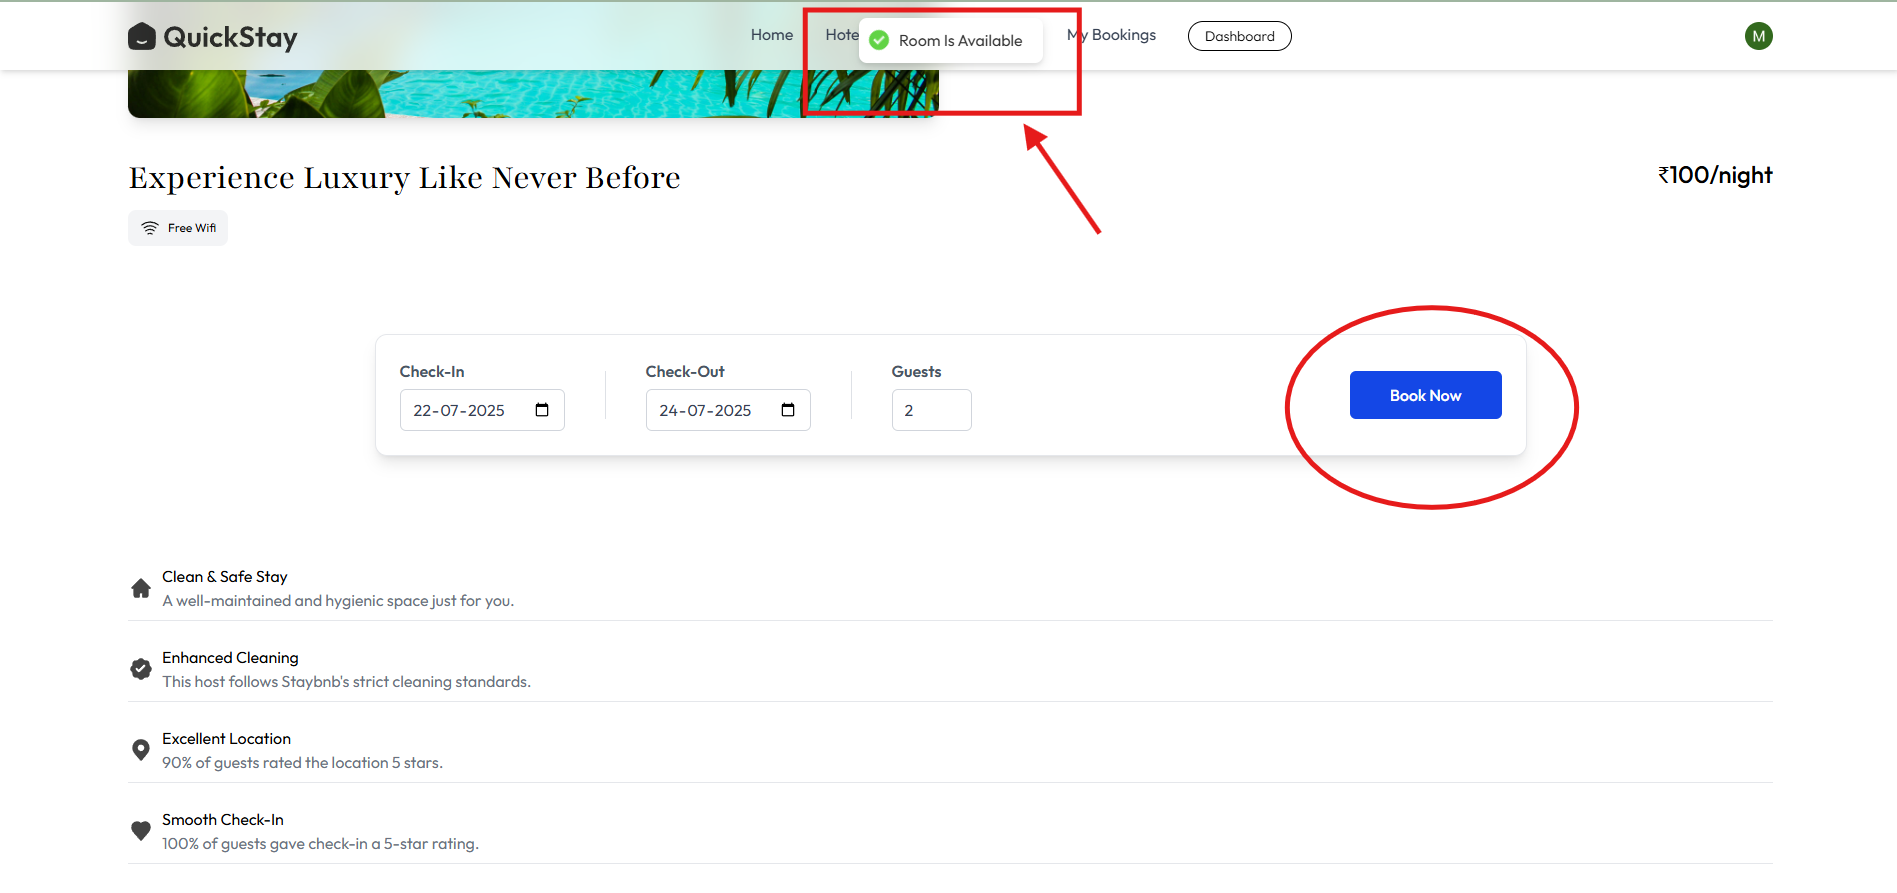 QuickStay
Home
Hote
Room Is Available
My Bookings
Dashboard
M
Experience Luxury Like Never Before
₹100/night
Free Wifi
Check-In
Check-Out
Guests
22-07-2025
24-07-2025
2
Book Now
Clean & Safe Stay
A well-maintained and hygienic space just for you.
Enhanced Cleaning
This host follows Staybnb's strict cleaning standards.
Excellent Location
90% of guests rated the location 5 stars.
Smooth Check-In
100% of guests gave check-in a 5-star rating.